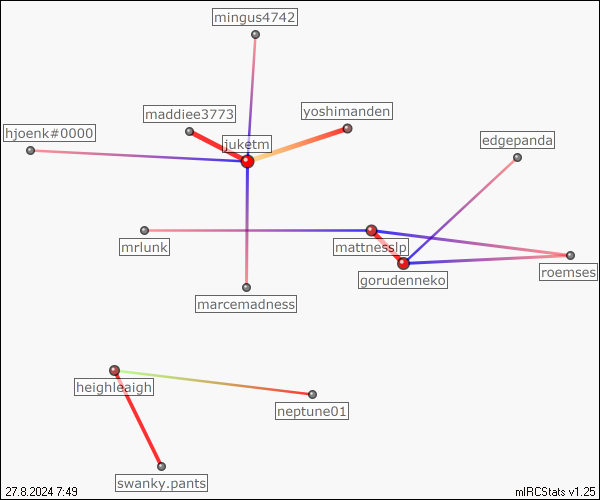 mingus4742
maddiee3773
yoshimanden
hjoenk#0000
juketm
edgepanda
mrlunk
mattnesslp
roemses
gorudenneko
marcemadness
heighleaigh
neptune01
swanky.pants
27.8.2024 7:49
mIRCStats v1.25